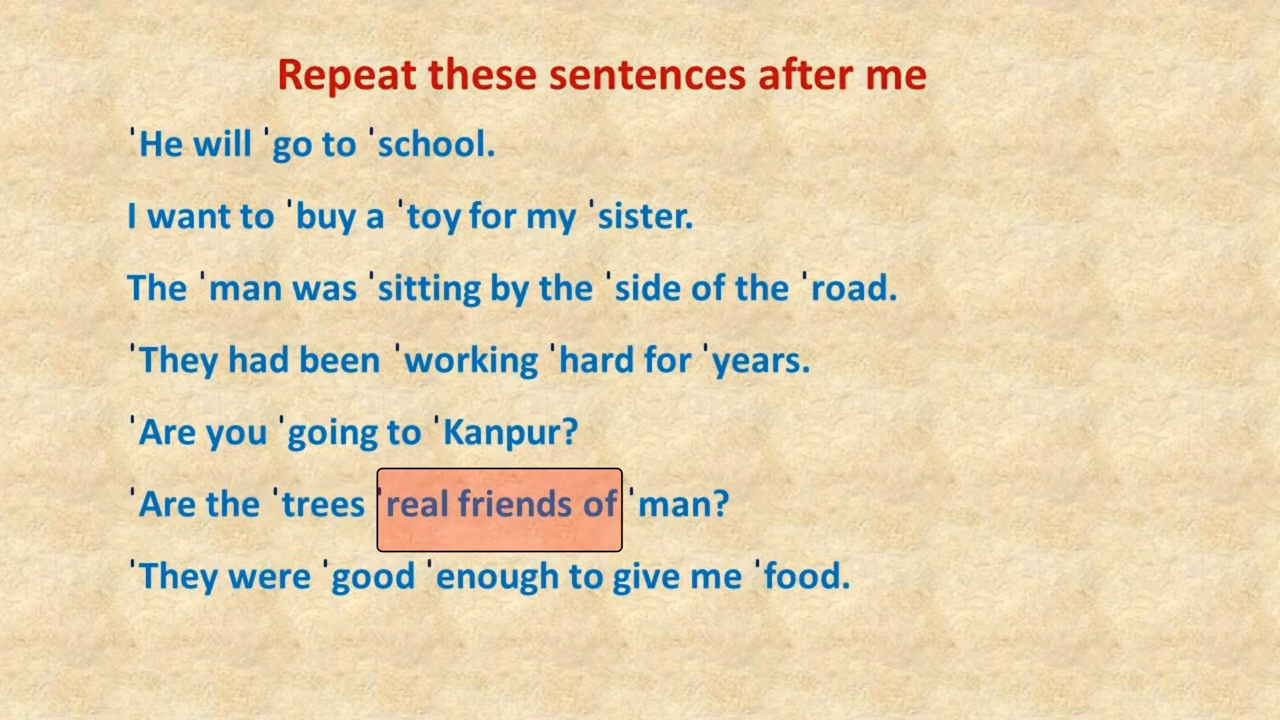 Repeat these sentences after me
ˈHe will ˈgo to ˈschool.
I want to ˈbuy a ˈtoy for my ˈsister.
The ˈman was ˈsitting by the ˈside of the ˈroad.
ˈThey had been ˈworking ˈhard for ˈyears.
ˈAre you ˈgoing to ˈKanpur?
ˈAre the ˈtrees ˈreal friends of ˈman?
ˈThey were ˈgood ˈenough to give me ˈfood.